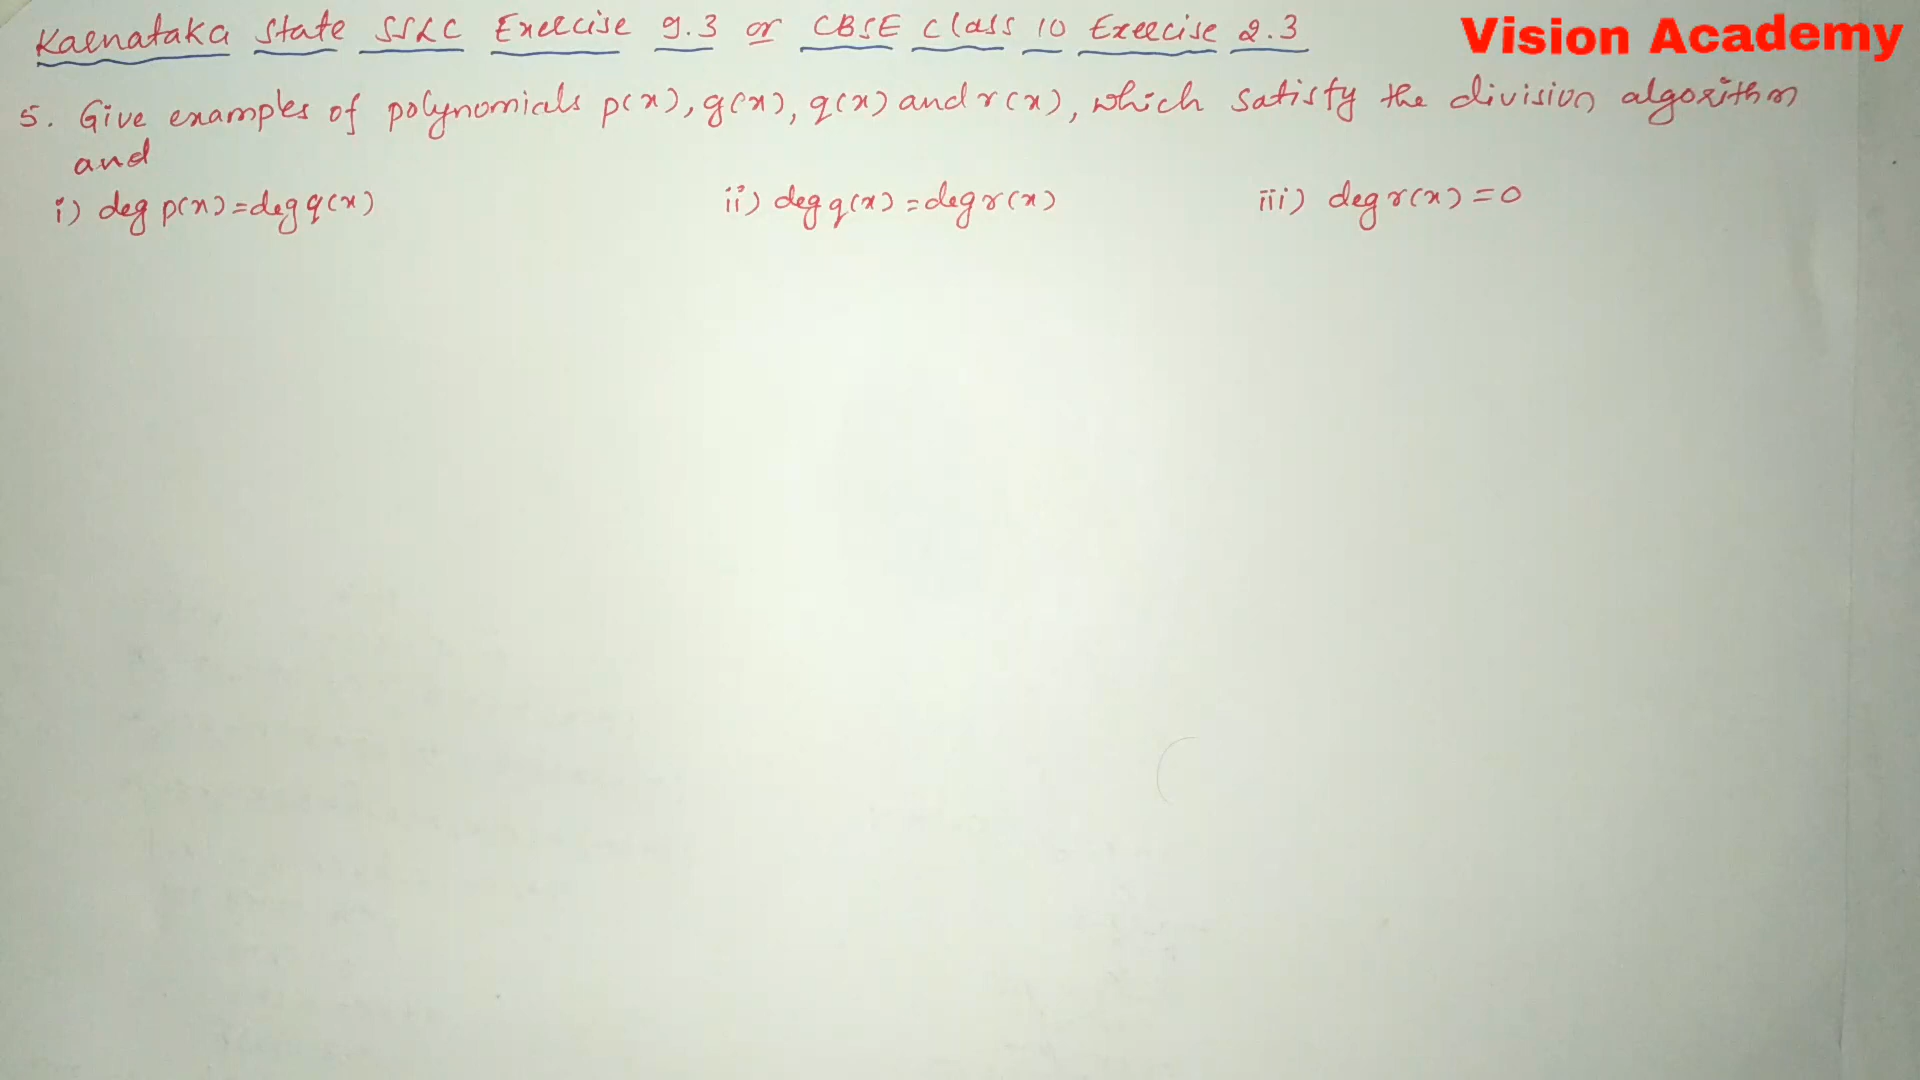 Karnataka State SSLC Exercise 9.3 or CBSE Class 10 Exercise 2.3
Vision Academy
5. Give examples of polynomials p(x), g(x), q(x) and r(x), which satisfy the division algorithm
and
i) deg p(x) = deg q(x) ii) deg q(x) = deg r(x) iii) deg r(x) = 0